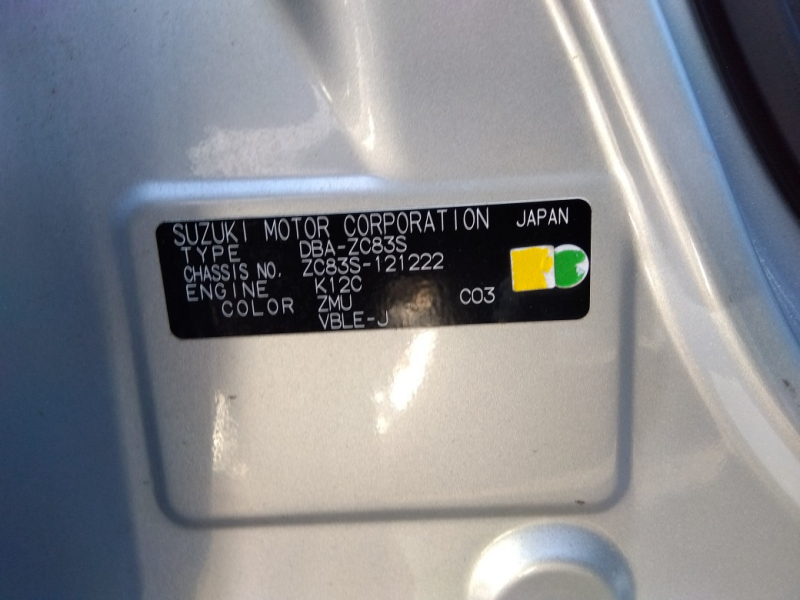 SUZUKI MOTOR CORPORATION JAPAN
TYPE DBA-ZC83S
CHASSIS NO. ZC83S-121222
ENGINE K12C
COLOR ZMU C03
VBLE-J